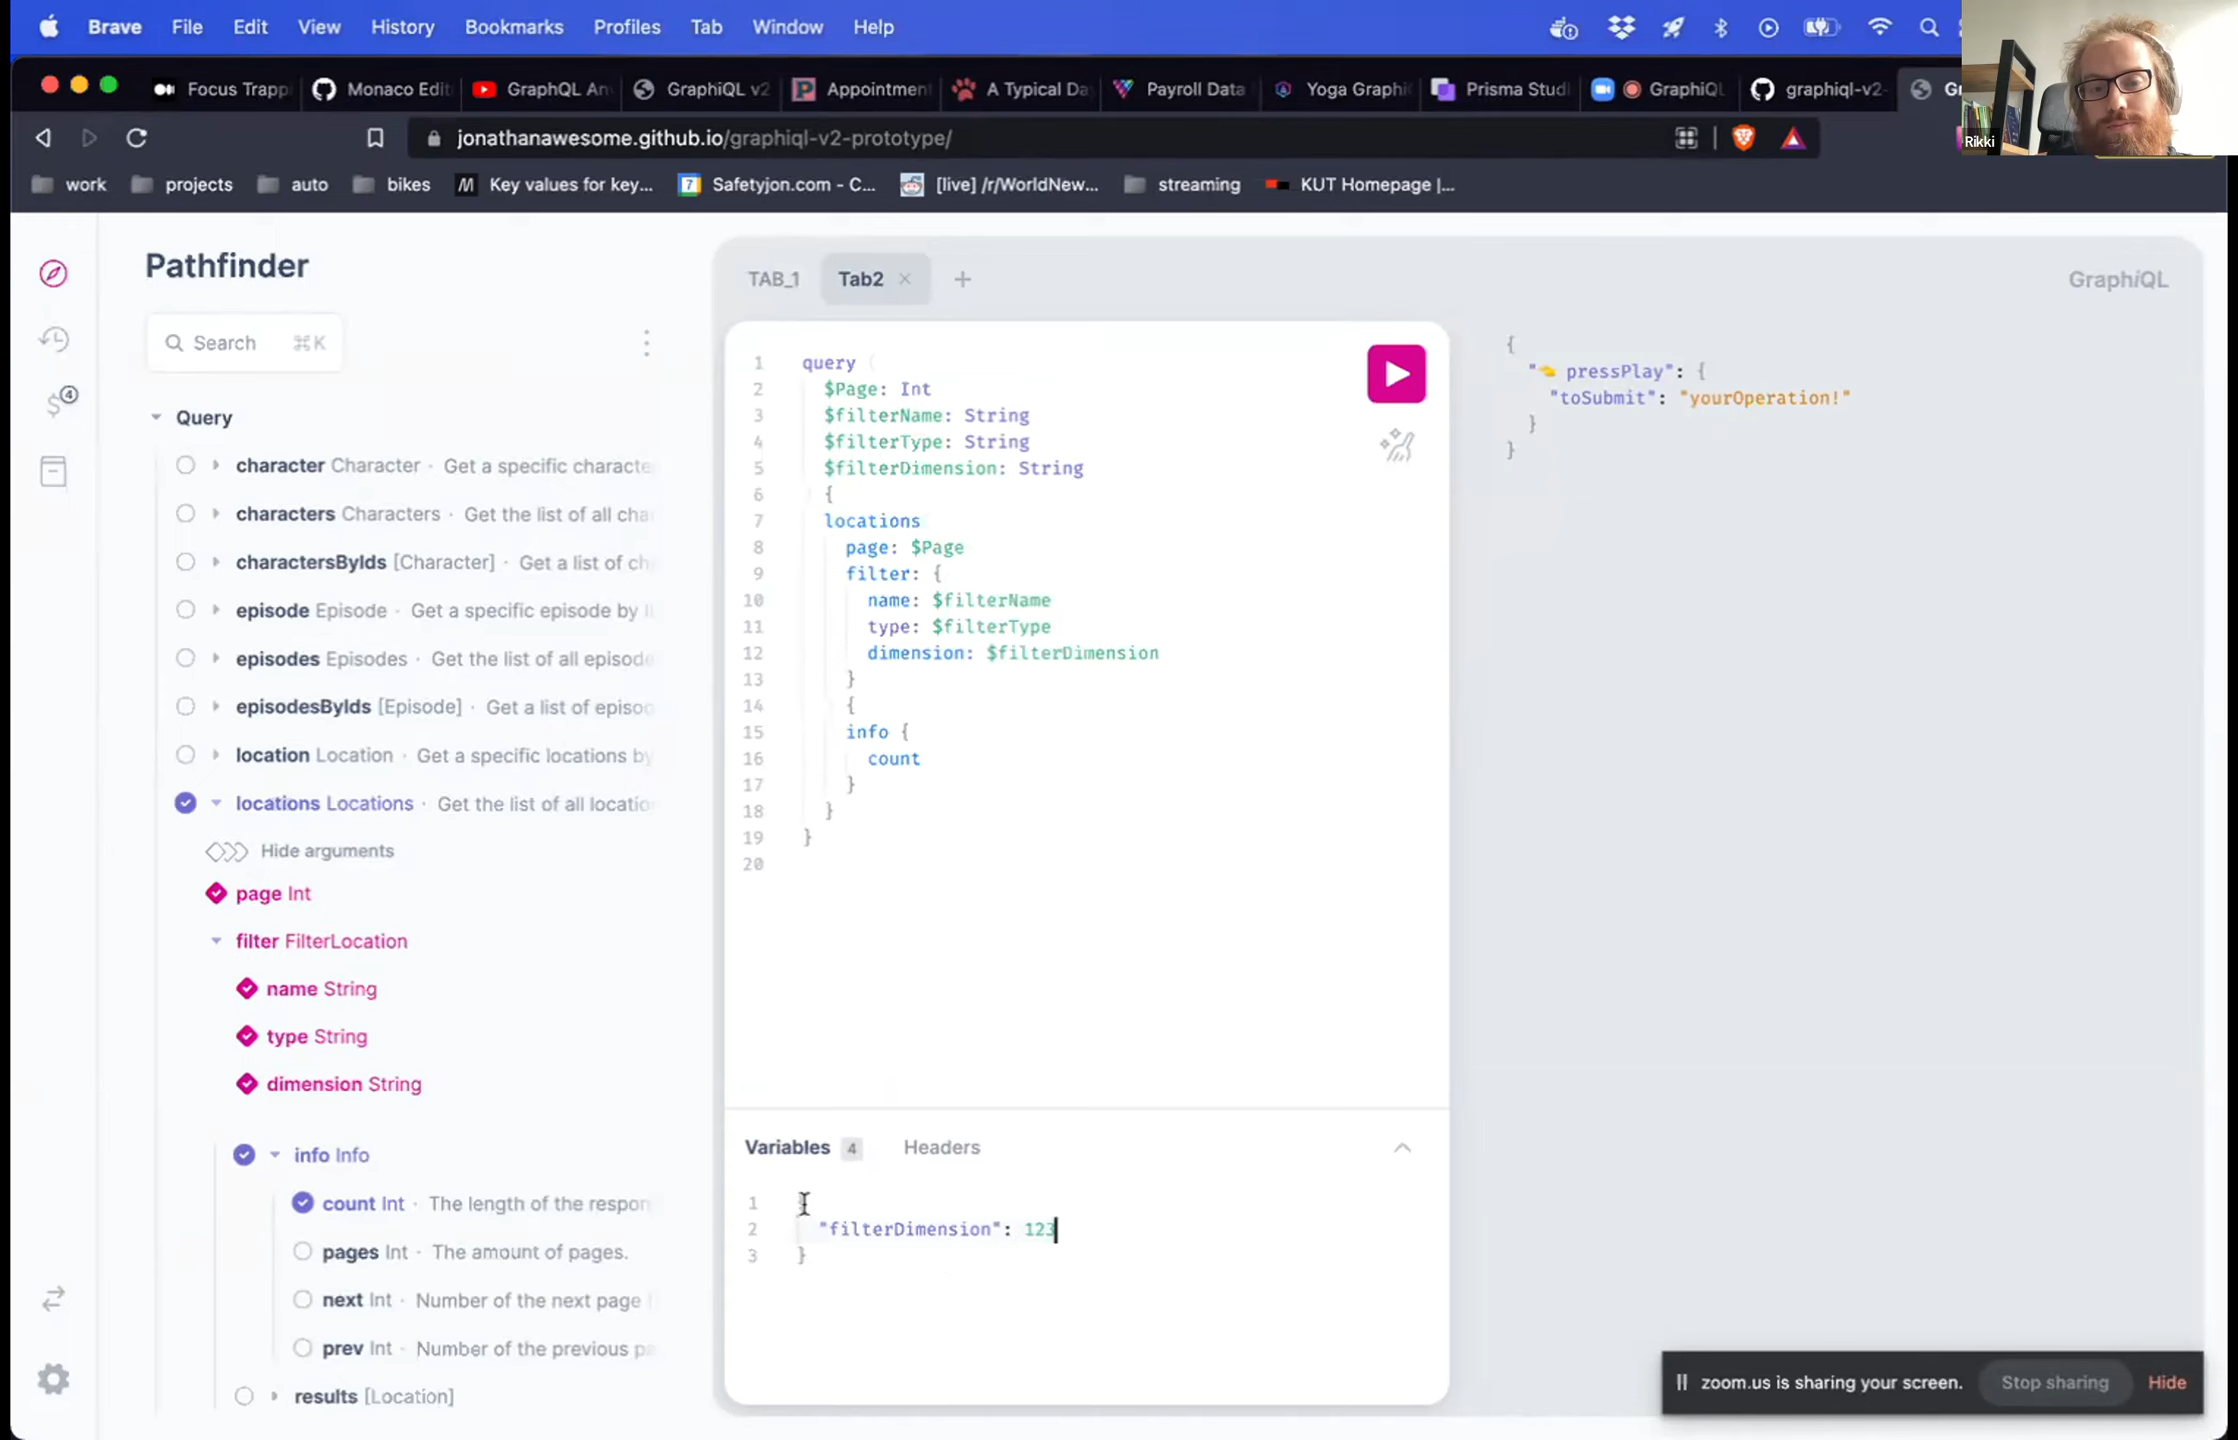 Brave File Edit View History Bookmarks Profiles Tab Window Help
Focus Trapp Monaco Edit GraphQL An GraphiQL v2 Appointmen A Typical Da Payroll Data Yoga Graphi Prisma Studi GraphiQL graphiql-v2- Gr
jonathanawesome.github.io/graphiql-v2-prototype/
Rikki
work projects auto bikes Key values for key... Safetyjon.com - C... [live] /r/WorldNew... streaming KUT Homepage |...
Pathfinder
Search ⌘K
4
Query
character Character · Get a specific characte
characters Characters · Get the list of all cha
charactersByIds [Character] · Get a list of ch
episode Episode · Get a specific episode by I
episodes Episodes · Get the list of all episode
episodesByIds [Episode] · Get a list of episod
location Location · Get a specific locations by
locations Locations · Get the list of all locatio
Hide arguments
page Int
filter FilterLocation
name String
type String
dimension String
info Info
count Int · The length of the respon
pages Int · The amount of pages.
next Int · Number of the next page
prev Int · Number of the previous pa
results [Location]
TAB_1 Tab2 × +
GraphiQL
1 query (
2 $Page: Int
3 $filterName: String
4 $filterType: String
5 $filterDimension: String
6 {
7 locations
8 page: $Page
9 filter: {
10 name: $filterName
11 type: $filterType
12 dimension: $filterDimension
13 }
14 {
15 info {
16 count
17 }
18 }
19 }
20
Variables 4 Headers
1
2 "filterDimension": 123
3 }
{
"👈 pressPlay": {
"toSubmit": "yourOperation!"
}
}
zoom.us is sharing your screen. Stop sharing Hide